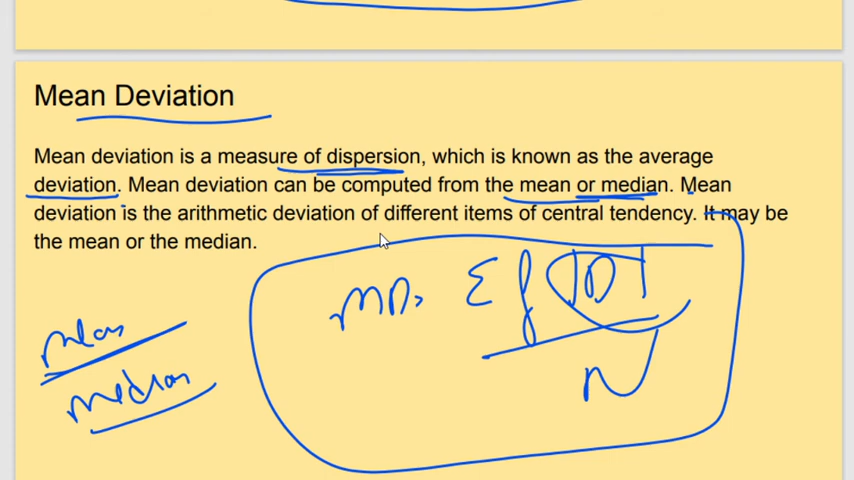 Mean Deviation
Mean deviation is a measure of dispersion, which is known as the average
deviation. Mean deviation can be computed from the mean or median. Mean
deviation is the arithmetic deviation of different items of central tendency. It may be
the mean or the median.
MD = Σ f |D|
N
Mean
median